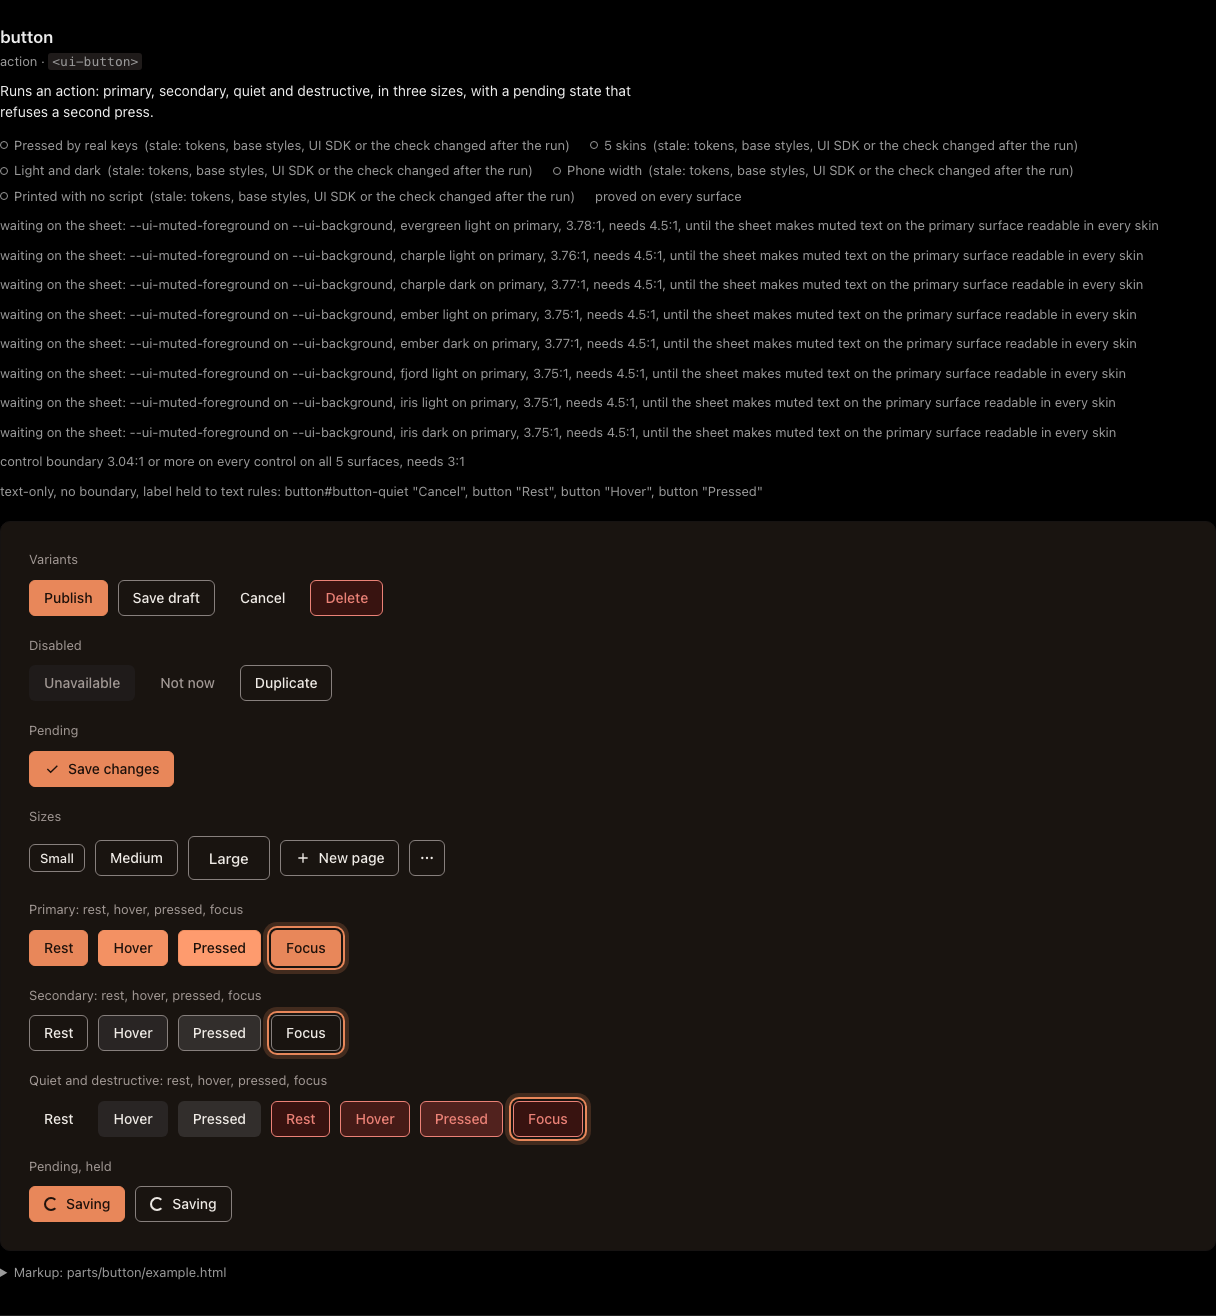 button
action · <ui-button>
Runs an action: primary, secondary, quiet and destructive, in three sizes, with a pending state that
refuses a second press.
Pressed by real keys (stale: tokens, base styles, UI SDK or the check changed after the run) 5 skins (stale: tokens, base styles, UI SDK or the check changed after the run)
Light and dark (stale: tokens, base styles, UI SDK or the check changed after the run) Phone width (stale: tokens, base styles, UI SDK or the check changed after the run)
Printed with no script (stale: tokens, base styles, UI SDK or the check changed after the run) proved on every surface
waiting on the sheet: --ui-muted-foreground on --ui-background, evergreen light on primary, 3.78:1, needs 4.5:1, until the sheet makes muted text on the primary surface readable in every skin
waiting on the sheet: --ui-muted-foreground on --ui-background, charple light on primary, 3.76:1, needs 4.5:1, until the sheet makes muted text on the primary surface readable in every skin
waiting on the sheet: --ui-muted-foreground on --ui-background, charple dark on primary, 3.77:1, needs 4.5:1, until the sheet makes muted text on the primary surface readable in every skin
waiting on the sheet: --ui-muted-foreground on --ui-background, ember light on primary, 3.75:1, needs 4.5:1, until the sheet makes muted text on the primary surface readable in every skin
waiting on the sheet: --ui-muted-foreground on --ui-background, ember dark on primary, 3.77:1, needs 4.5:1, until the sheet makes muted text on the primary surface readable in every skin
waiting on the sheet: --ui-muted-foreground on --ui-background, fjord light on primary, 3.75:1, needs 4.5:1, until the sheet makes muted text on the primary surface readable in every skin
waiting on the sheet: --ui-muted-foreground on --ui-background, iris light on primary, 3.75:1, needs 4.5:1, until the sheet makes muted text on the primary surface readable in every skin
waiting on the sheet: --ui-muted-foreground on --ui-background, iris dark on primary, 3.75:1, needs 4.5:1, until the sheet makes muted text on the primary surface readable in every skin
control boundary 3.04:1 or more on every control on all 5 surfaces, needs 3:1
text-only, no boundary, label held to text rules: button#button-quiet "Cancel", button "Rest", button "Hover", button "Pressed"
Variants
Publish Save draft Cancel Delete
Disabled
Unavailable Not now Duplicate
Pending
Save changes
Sizes
Small Medium Large New page
Primary: rest, hover, pressed, focus
Rest Hover Pressed Focus
Secondary: rest, hover, pressed, focus
Rest Hover Pressed Focus
Quiet and destructive: rest, hover, pressed, focus
Rest Hover Pressed Rest Hover Pressed Focus
Pending, held
Saving Saving
Markup: parts/button/example.html